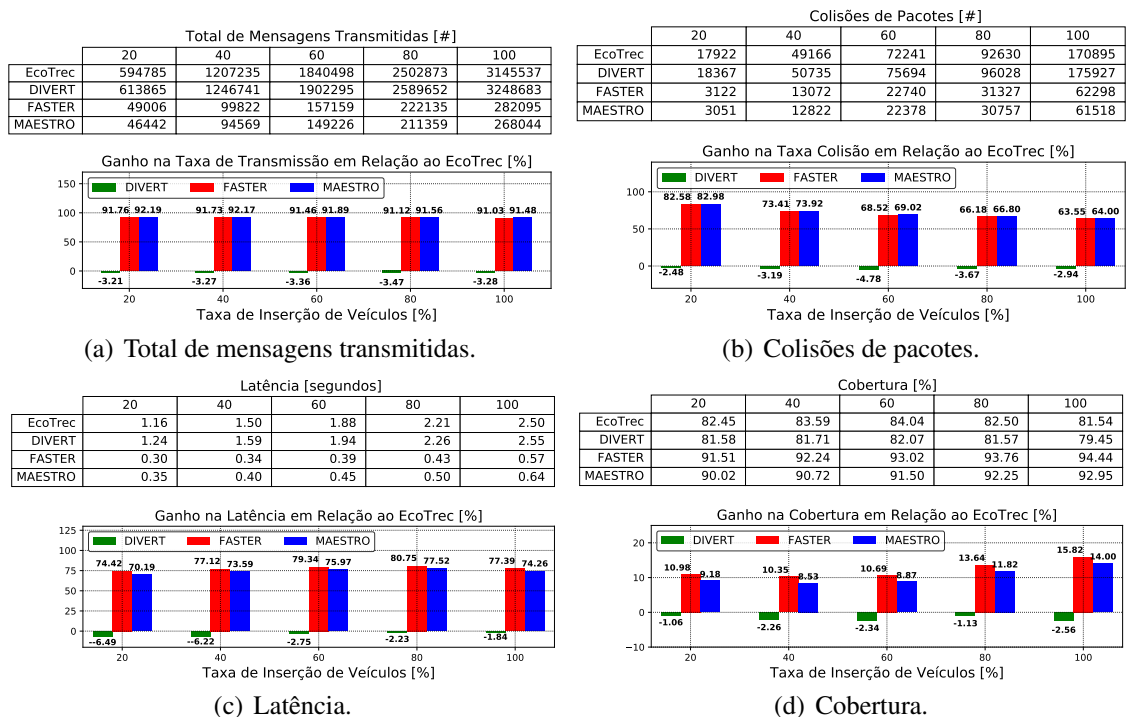 Total de Mensagens Transmitidas [#]
20 40 60 80 100
EcoTrec 594785 1207235 1840498 2502873 3145537
DIVERT 613865 1246741 1902295 2589652 3248683
FASTER 49006 99822 157159 222135 282095
MAESTRO 46442 94569 149226 211359 268044
Ganho na Taxa de Transmissão em Relação ao EcoTrec [%]
150
DIVERT FASTER MAESTRO
100
91.76 92.19 91.73 92.17 91.46 91.89 91.12 91.56 91.03 91.48
50
0
-3.21 -3.27 -3.36 -3.47 -3.28
20 40 60 80 100
Taxa de Inserção de Veículos [%]
(a) Total de mensagens transmitidas.
Colisões de Pacotes [#]
20 40 60 80 100
EcoTrec 17922 49166 72241 92630 170895
DIVERT 18367 50735 75694 96028 175927
FASTER 3122 13072 22740 31327 62298
MAESTRO 3051 12822 22378 30757 61518
Ganho na Taxa Colisão em Relação ao EcoTrec [%]
DIVERT FASTER MAESTRO
100
82.58 82.98 73.41 73.92 68.52 69.02 66.18 66.80 63.55 64.00
50
0
-2.48 -3.19 -4.78 -3.67 -2.94
20 40 60 80 100
Taxa de Inserção de Veículos [%]
(b) Colisões de pacotes.
Latência [segundos]
20 40 60 80 100
EcoTrec 1.16 1.50 1.88 2.21 2.50
DIVERT 1.24 1.59 1.94 2.26 2.55
FASTER 0.30 0.34 0.39 0.43 0.57
MAESTRO 0.35 0.40 0.45 0.50 0.64
Ganho na Latência em Relação ao EcoTrec [%]
125
DIVERT FASTER MAESTRO
100
74.42 70.19 77.12 73.59 79.34 75.97 80.75 77.52 77.39 74.26
75
50
25
0
--6.49 --6.22 -2.75 -2.23 -1.84
20 40 60 80 100
Taxa de Inserção de Veículos [%]
(c) Latência.
Cobertura [%]
20 40 60 80 100
EcoTrec 82.45 83.59 84.04 82.50 81.54
DIVERT 81.58 81.71 82.07 81.57 79.45
FASTER 91.51 92.24 93.02 93.76 94.44
MAESTRO 90.02 90.72 91.50 92.25 92.95
Ganho na Cobertura em Relação ao EcoTrec [%]
DIVERT FASTER MAESTRO
20
10.98 9.18 10.35 8.53 10.69 8.87 13.64 11.82 15.82 14.00
10
0
-1.06 -2.26 -2.34 -1.13 -2.56
−10
20 40 60 80 100
Taxa de Inserção de Veículos [%]
(d) Cobertura.